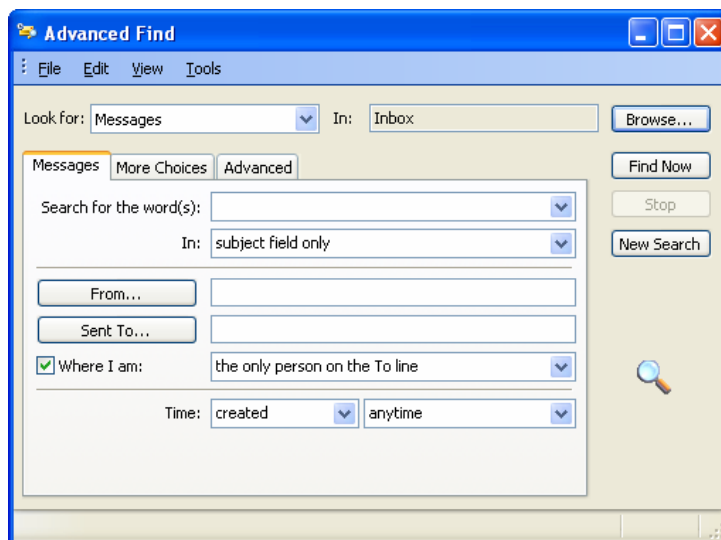 Advanced Find
File Edit View Tools
Look for: Messages In: Inbox Browse...
Messages More Choices Advanced Find Now
Search for the word(s): Stop
In: subject field only New Search
From...
Sent To...
Where I am: the only person on the To line
Time: created anytime